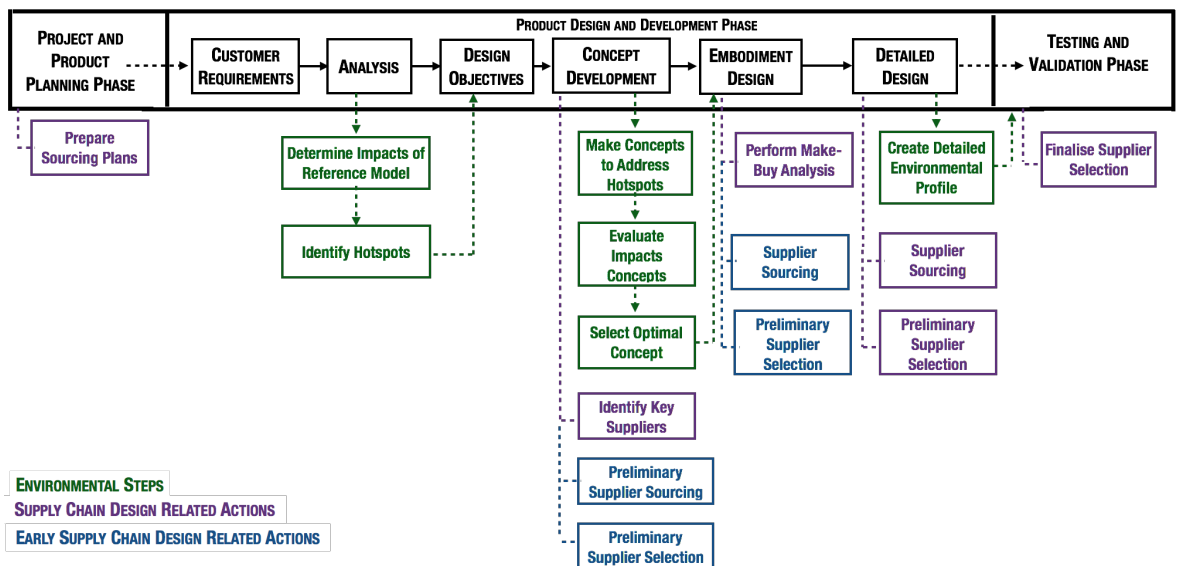 PRODUCT DESIGN AND DEVELOPMENT PHASE
PROJECT AND
PRODUCT
PLANNING PHASE
CUSTOMER
REQUIREMENTS
ANALYSIS
DESIGN
OBJECTIVES
CONCEPT
DEVELOPMENT
EMBODIMENT
DESIGN
DETAILED
DESIGN
TESTING AND
VALIDATION PHASE
Prepare
Sourcing Plans
Determine Impacts of
Reference Model
Identify Hotspots
Make Concepts
to Address
Hotspots
Evaluate
Impacts
Concepts
Select Optimal
Concept
Identify Key
Suppliers
Preliminary
Supplier Sourcing
Preliminary
Supplier Selection
Perform Make-
Buy Analysis
Supplier
Sourcing
Preliminary
Supplier
Selection
Create Detailed
Environmental
Profile
Supplier
Sourcing
Preliminary
Supplier
Selection
Finalise Supplier
Selection
ENVIRONMENTAL STEPS
SUPPLY CHAIN DESIGN RELATED ACTIONS
EARLY SUPPLY CHAIN DESIGN RELATED ACTIONS